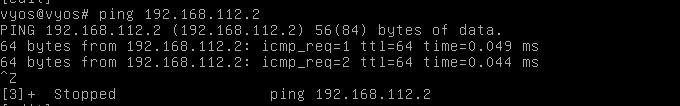 [edit]
vyos@vyos# ping 192.168.112.2
PING 192.168.112.2 (192.168.112.2) 56(84) bytes of data.
64 bytes from 192.168.112.2: icmp_req=1 ttl=64 time=0.049 ms
64 bytes from 192.168.112.2: icmp_req=2 ttl=64 time=0.044 ms
^Z
[3]+  Stopped                 ping 192.168.112.2